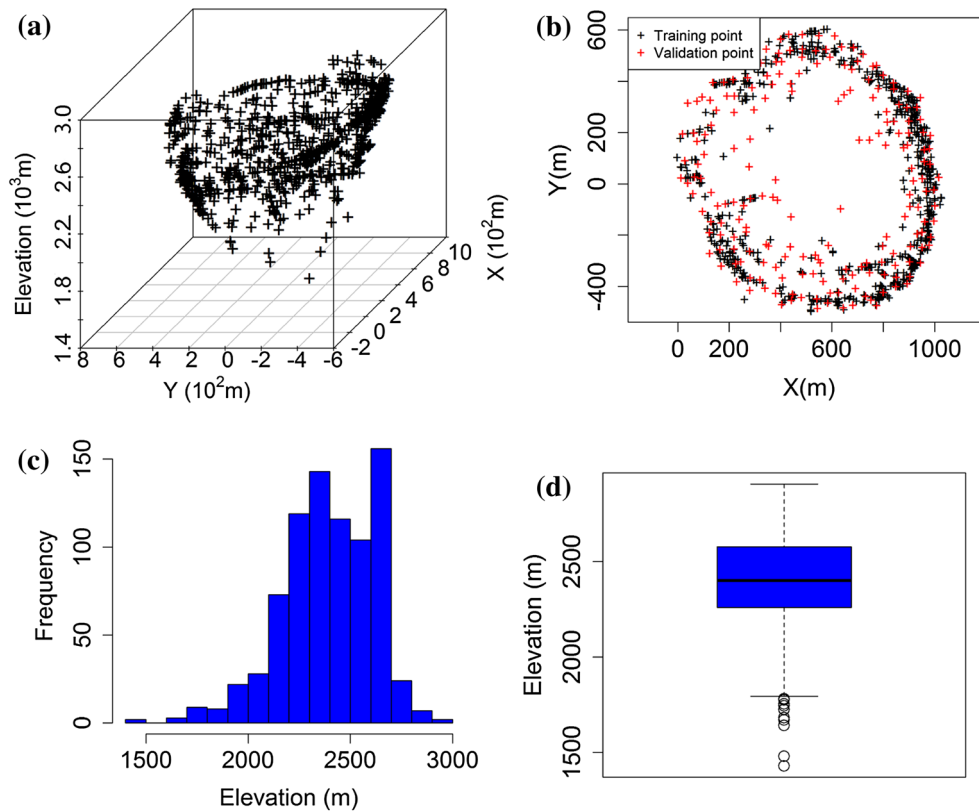 (a)
Elevation (10³m)
3.0
2.6
2.2
1.8
1.4
8 6 4 2 0 -2 -4 -6
Y (10²m)
-2 0 2 4 6 8 10
X (10²m)
(b)
Training point
Validation point
Y(m)
600
200
0
-400
0 200 600 1000
X(m)
(c)
Frequency
150
100
50
0
1500 2000 2500 3000
Elevation (m)
(d)
Elevation (m)
2500
2000
1500